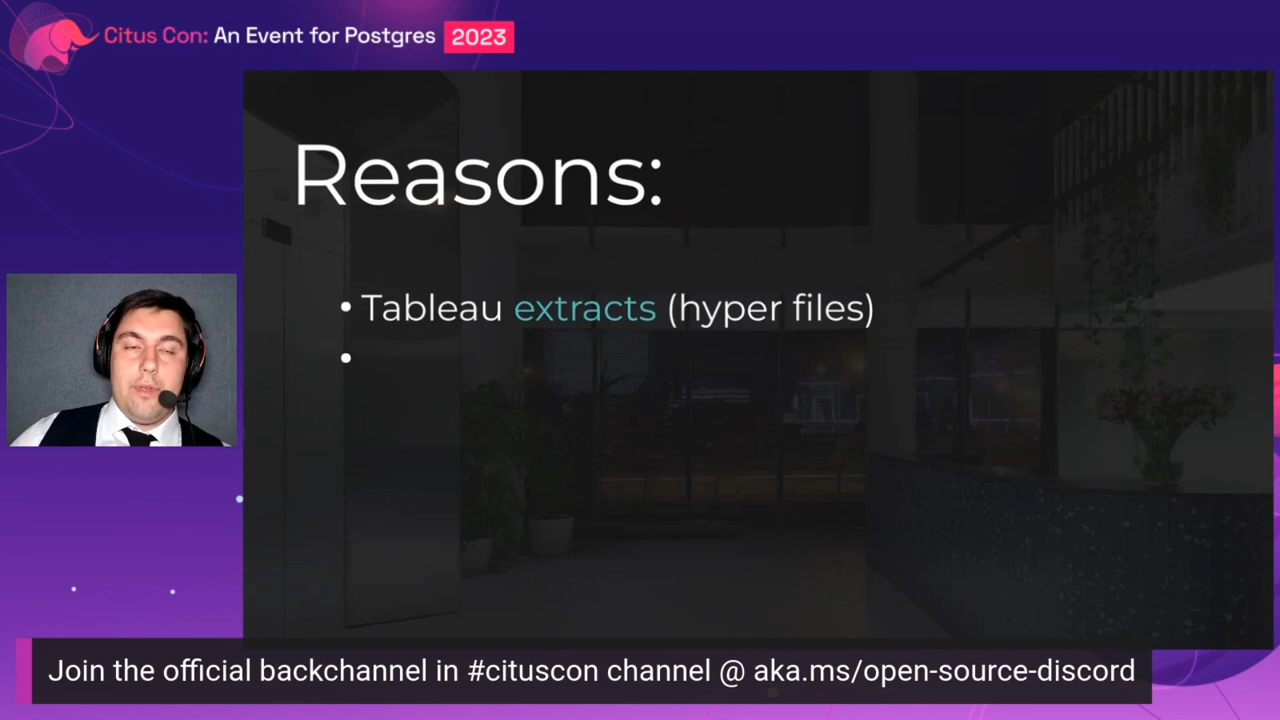 Citus Con: An Event for Postgres 2023
Reasons:
• Tableau extracts (hyper files)
•
Join the official backchannel in #cituscon channel @ aka.ms/open-source-discord